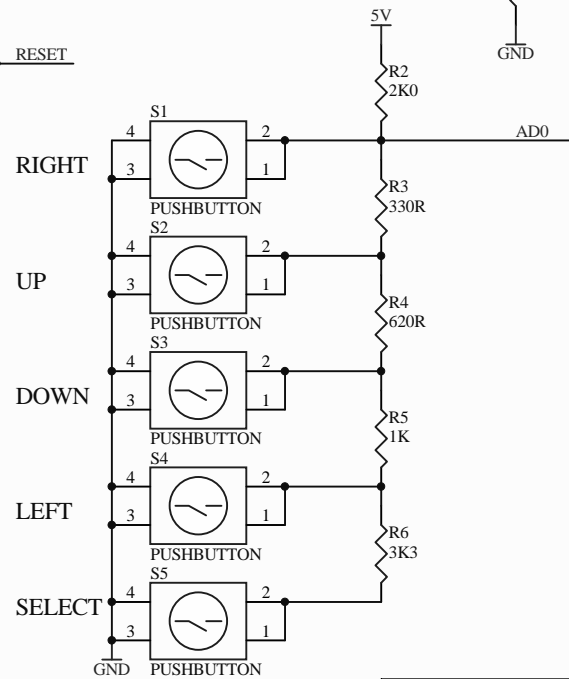 5V
GND
RESET
R2
2K0
S1
4
2
AD0
RIGHT
3
1
R3
330R
PUSHBUTTON
S2
4
2
UP
3
1
R4
620R
PUSHBUTTON
S3
4
2
DOWN
3
1
R5
1K
PUSHBUTTON
S4
4
2
LEFT
3
1
R6
3K3
PUSHBUTTON
S5
4
2
SELECT
3
1
GND
PUSHBUTTON